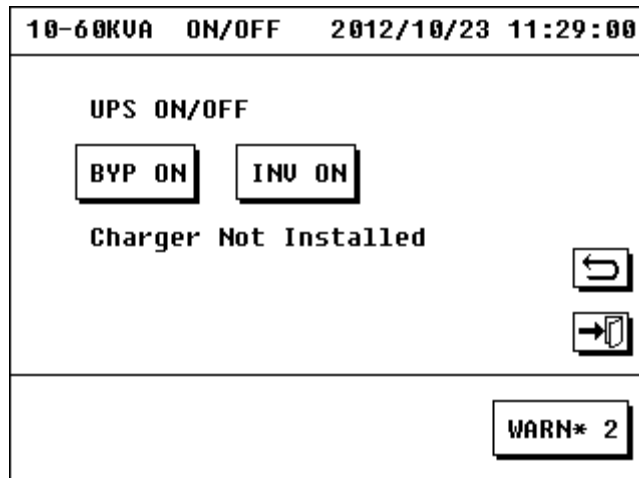 10-60KVA ON/OFF 2012/10/23 11:29:00
UPS ON/OFF
BYP ON INV ON
Charger Not Installed
WARN* 2